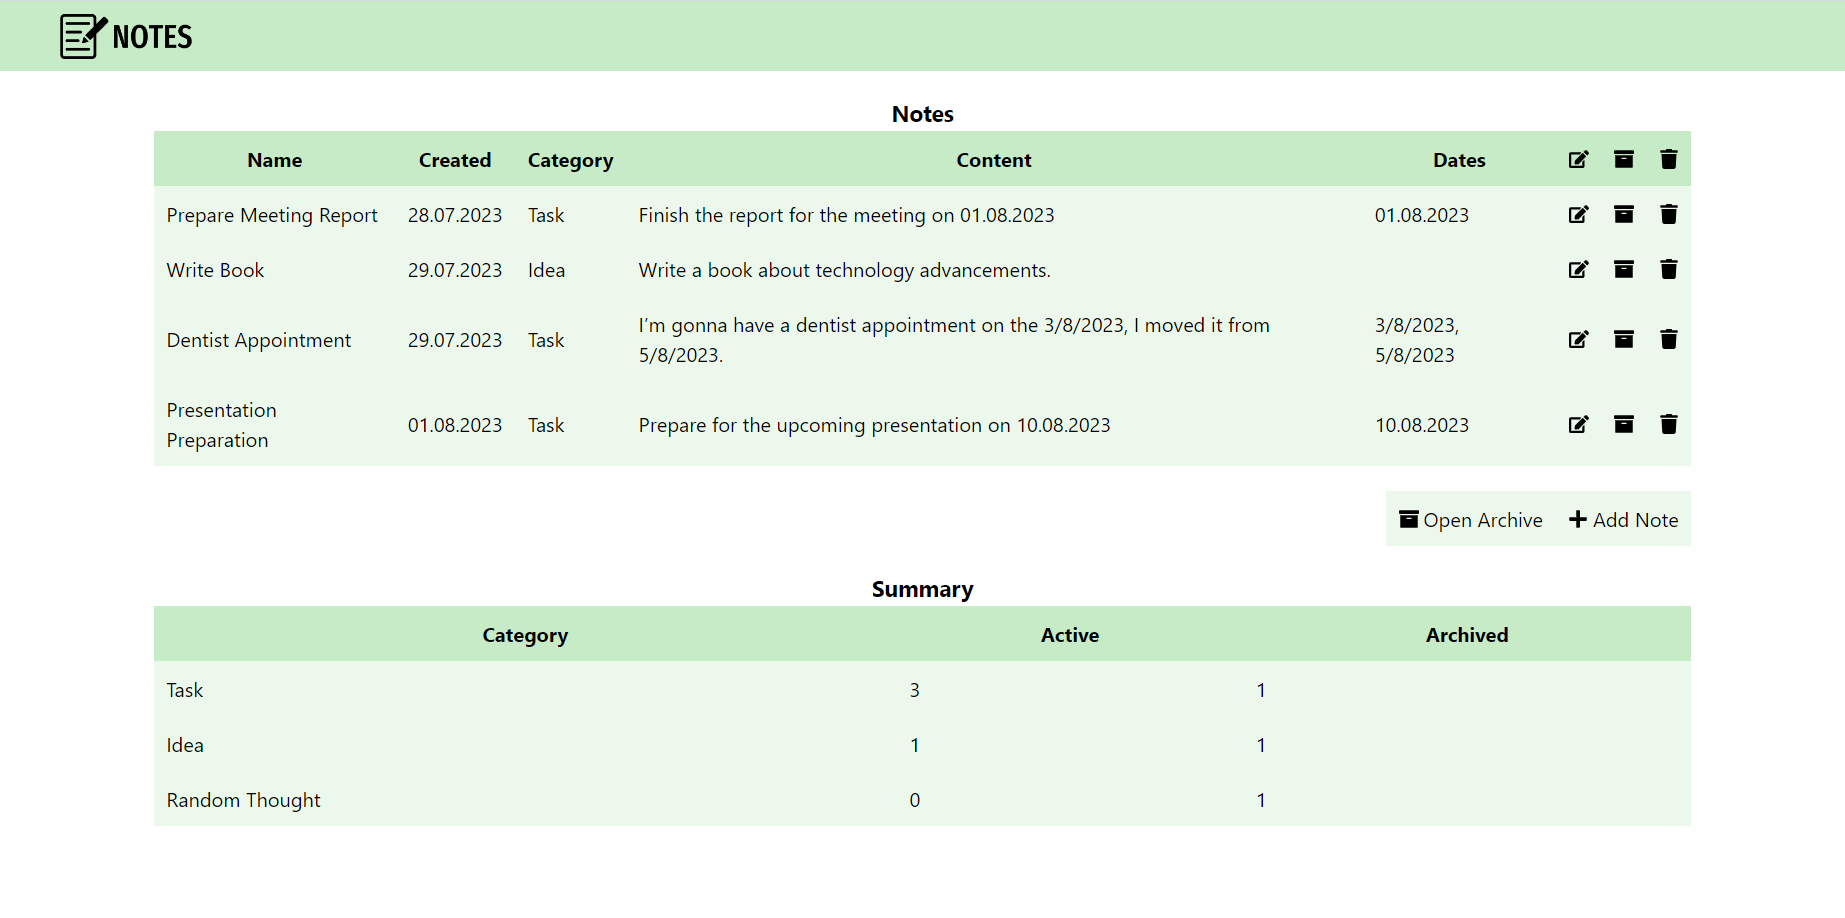 NOTES
Notes
Name Created Category Content Dates
Prepare Meeting Report 28.07.2023 Task Finish the report for the meeting on 01.08.2023 01.08.2023
Write Book 29.07.2023 Idea Write a book about technology advancements.
Dentist Appointment 29.07.2023 Task I'm gonna have a dentist appointment on the 3/8/2023, I moved it from 3/8/2023,
5/8/2023. 5/8/2023
Presentation
Preparation 01.08.2023 Task Prepare for the upcoming presentation on 10.08.2023 10.08.2023
Open Archive Add Note
Summary
Category Active Archived
Task 3 1
Idea 1 1
Random Thought 0 1